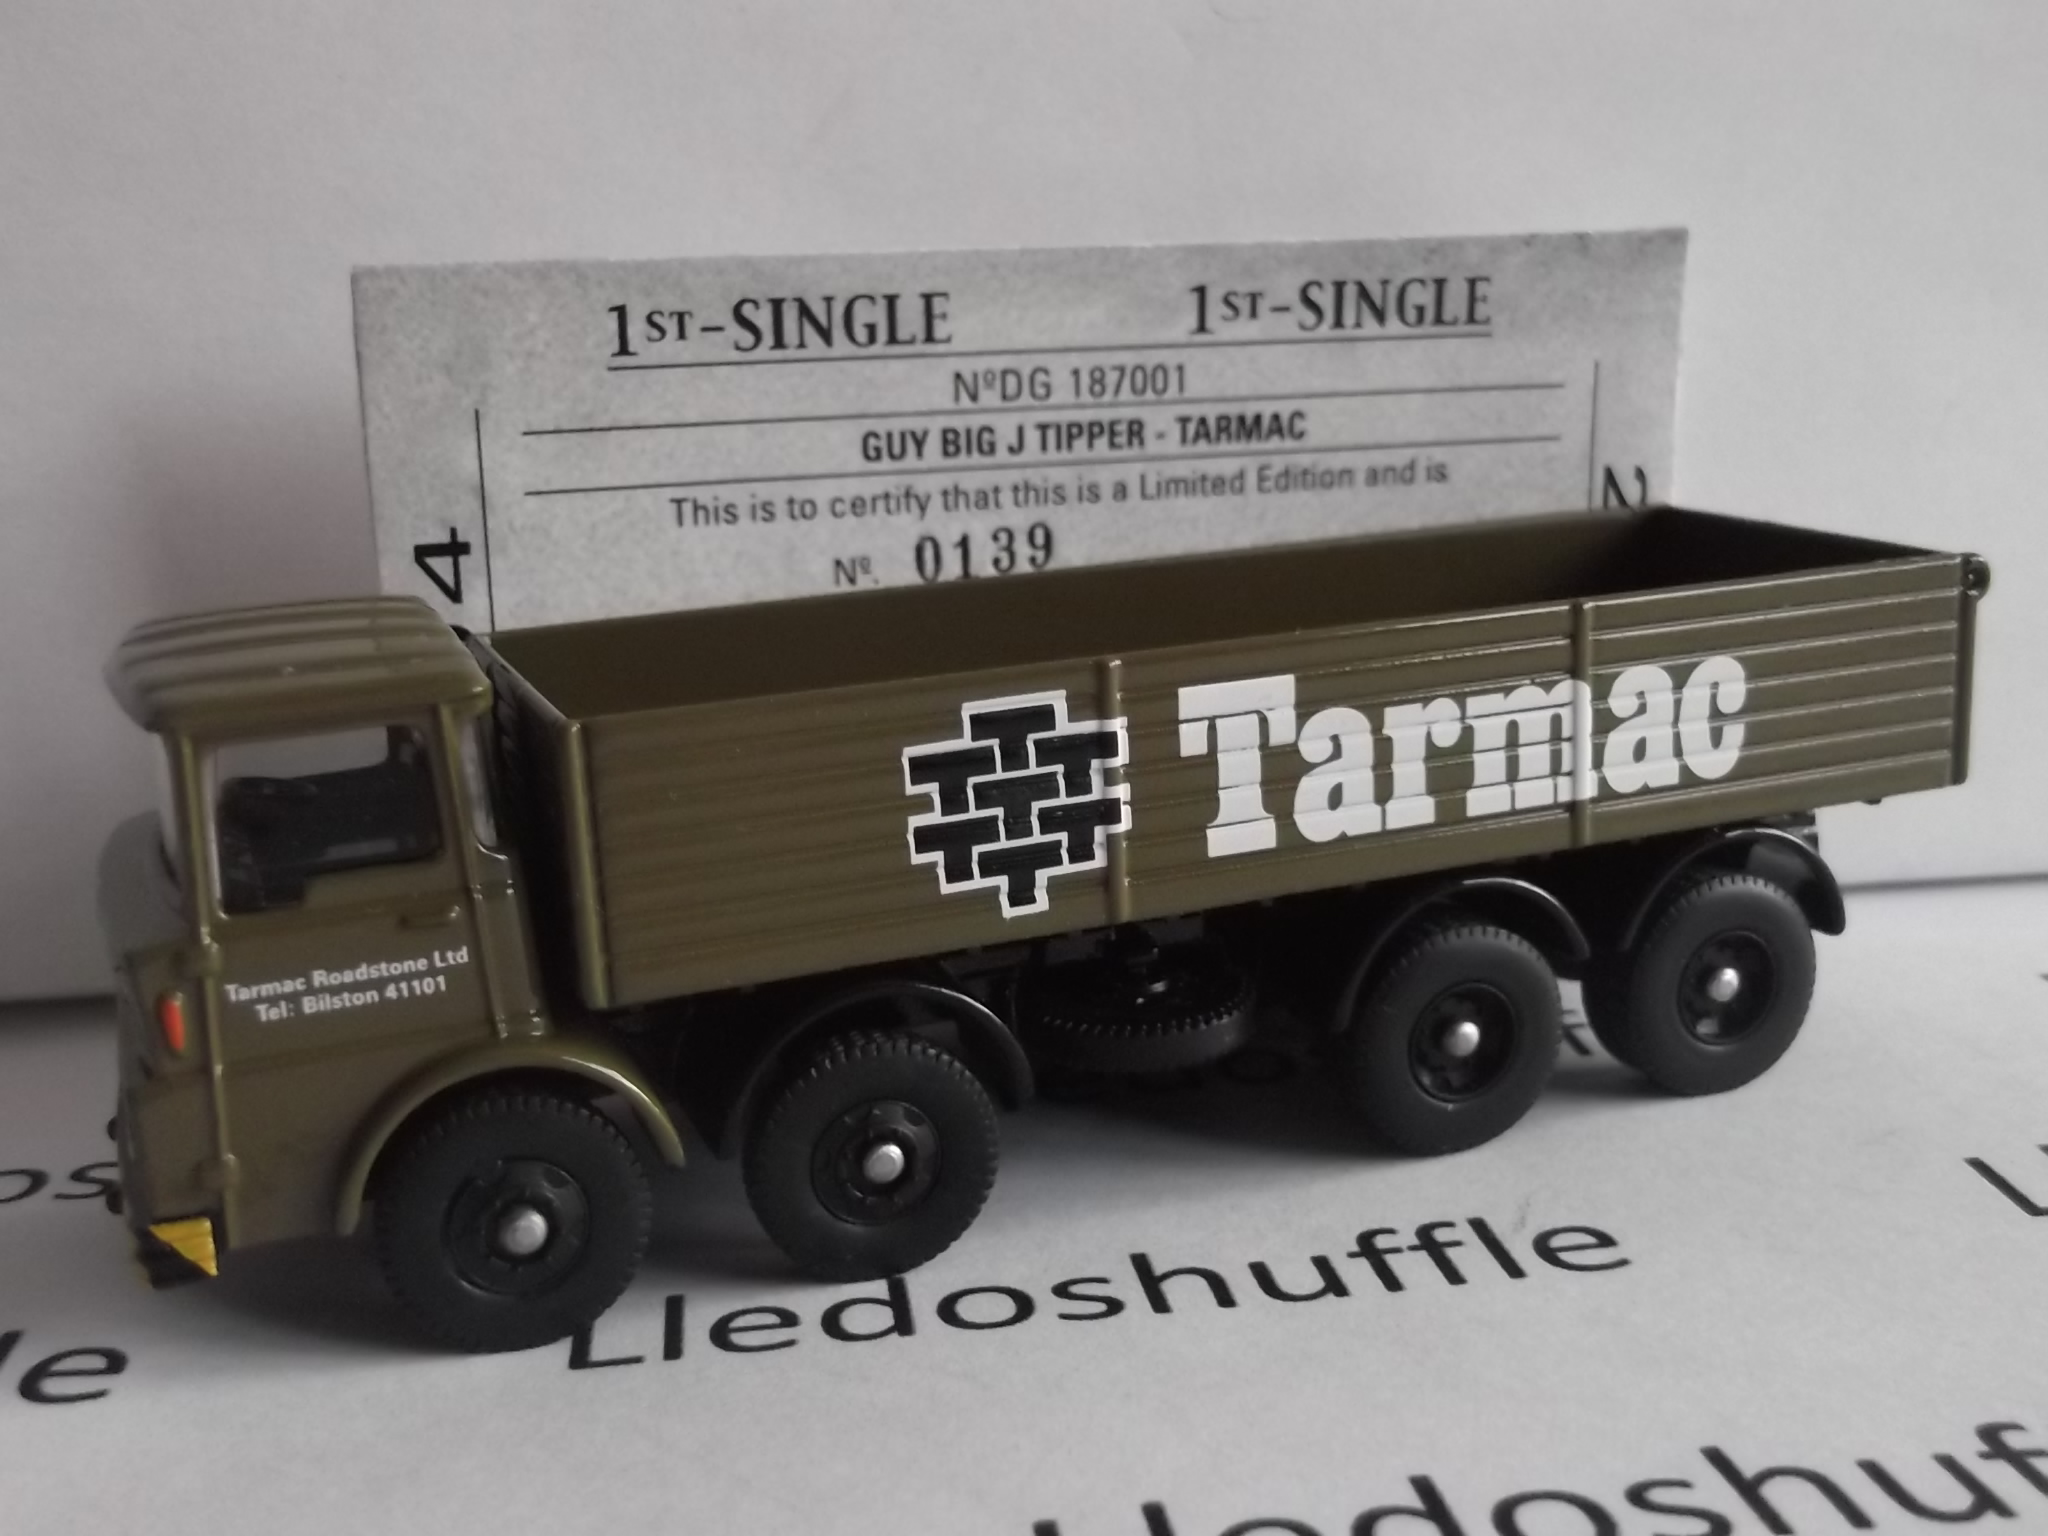 1ST-SINGLE 1ST-SINGLE
NºDG 187001
GUY BIG J TIPPER - TARMAC
This is to certify that this is a Limited Edition and is
Nº. 0139
4
2
Tarmac
Tarmac Roadstone Ltd
Tel: Bilston 41101
Lledoshuffle